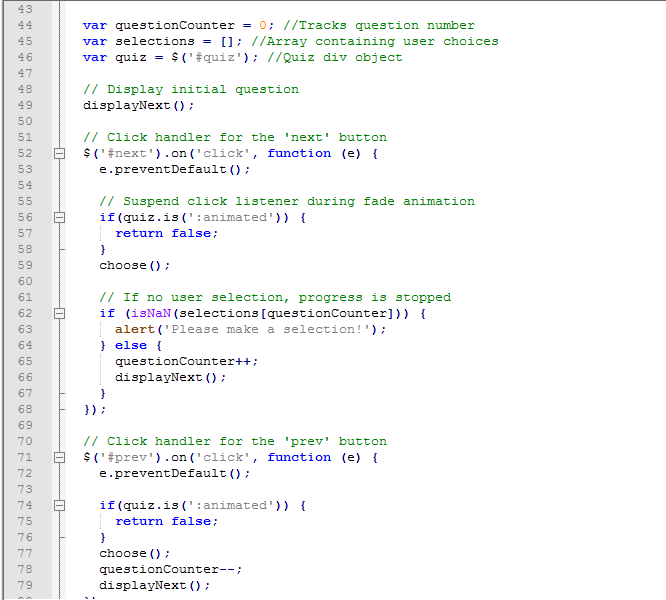 43
44 var questionCounter = 0; //Tracks question number
45 var selections = []; //Array containing user choices
46 var quiz = $('#quiz'); //Quiz div object
47
48 // Display initial question
49 displayNext();
50
51 // Click handler for the 'next' button
52 $('#next').on('click', function (e) {
53 e.preventDefault();
54
55 // Suspend click listener during fade animation
56 if(quiz.is(':animated')) {
57 return false;
58 }
59 choose();
60
61 // If no user selection, progress is stopped
62 if (isNaN(selections[questionCounter])) {
63 alert('Please make a selection!');
64 } else {
65 questionCounter++;
66 displayNext();
67 }
68 });
69
70 // Click handler for the 'prev' button
71 $('#prev').on('click', function (e) {
72 e.preventDefault();
73
74 if(quiz.is(':animated')) {
75 return false;
76 }
77 choose();
78 questionCounter--;
79 displayNext();